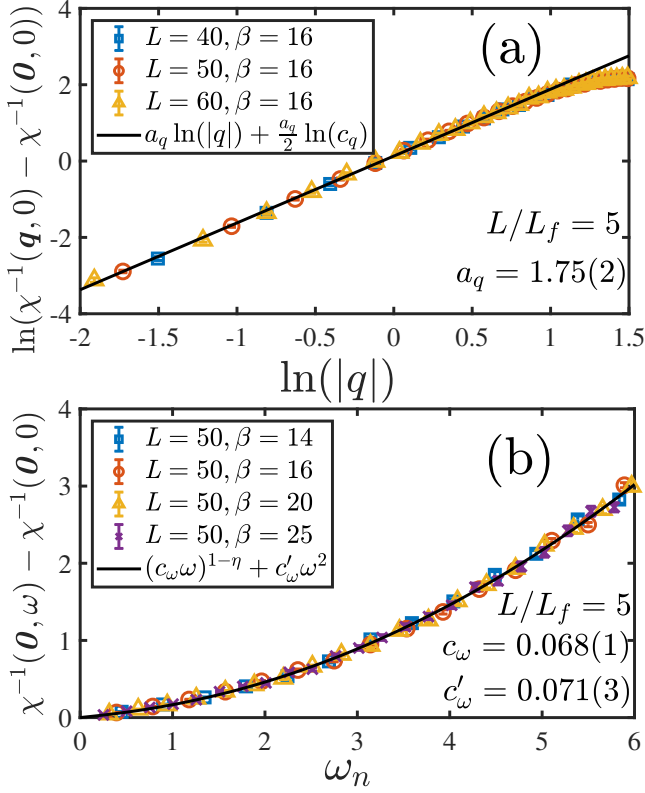 4
2
0
-2
-4
ln(χ⁻¹(q, 0) − χ⁻¹(0, 0))
L = 40, β = 16
L = 50, β = 16
L = 60, β = 16
a_q ln(|q|) + a_q/2 ln(c_q)
(a)
L/L_f = 5
a_q = 1.75(2)
-2 -1.5 -1 -0.5 0 0.5 1 1.5
ln(|q|)
4
3
2
1
0
χ⁻¹(0, ω) − χ⁻¹(0, 0)
L = 50, β = 14
L = 50, β = 16
L = 50, β = 20
L = 50, β = 25
(c_ωω)^{1−η} + c′_ωω²
(b)
L/L_f = 5
c_ω = 0.068(1)
c′_ω = 0.071(3)
0 1 2 3 4 5 6
ω_n